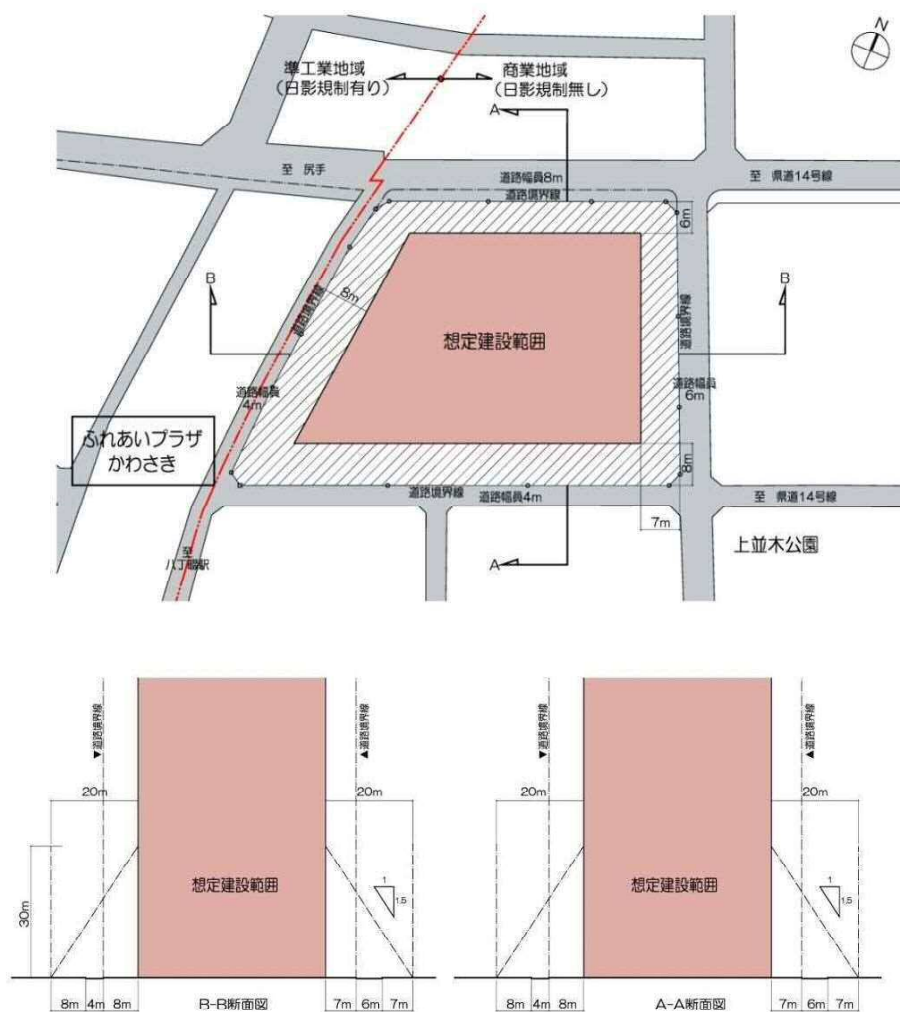 N
準工業地域
（日影規制有り）
商業地域
（日影規制無し）
A
至 尻手
道路幅員8m
道路境界線
至 県道14号線
6m
B
B
8m
道路境界線
道路境界線
想定建設範囲
道路幅員
4m
道路幅員
6m
ふれあいプラザ
かわさき
8m
道路境界線
道路幅員4m
至 県道14号線
7m
至
八丁畷駅
A
上並木公園
▼道路境界線
▲道路境界線
▼道路境界線
▲道路境界線
20m
20m
20m
20m
想定建設範囲
想定建設範囲
30m
1
1.5
1
1.5
8m
4m
8m
B-B断面図
7m
6m
7m
8m
4m
8m
A-A断面図
7m
6m
7m